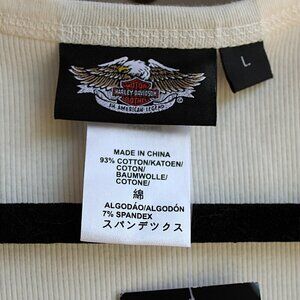 MOTOR
HARLEY-DAVIDSON
CLOTHES
AN AMERICAN LEGEND
L
MADE IN CHINA
93% COTTON/KATOEN/
COTON/
BAUMWOLLE/
COTONE/
綿
ALGODÃO/ALGODÓN
7% SPANDEX
スパンデックス